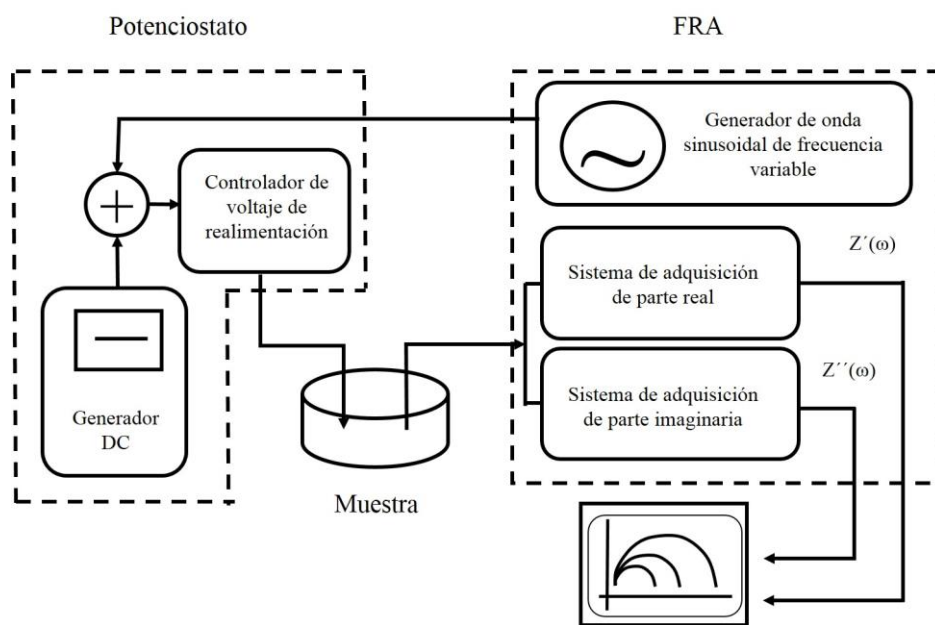 Potenciostato
FRA
Generador de onda
sinusoidal de frecuencia
variable
Controlador de
voltaje de
realimentación
Z´(ω)
Sistema de adquisición
de parte real
Z´´(ω)
Sistema de adquisición
de parte imaginaria
Generador
DC
Muestra